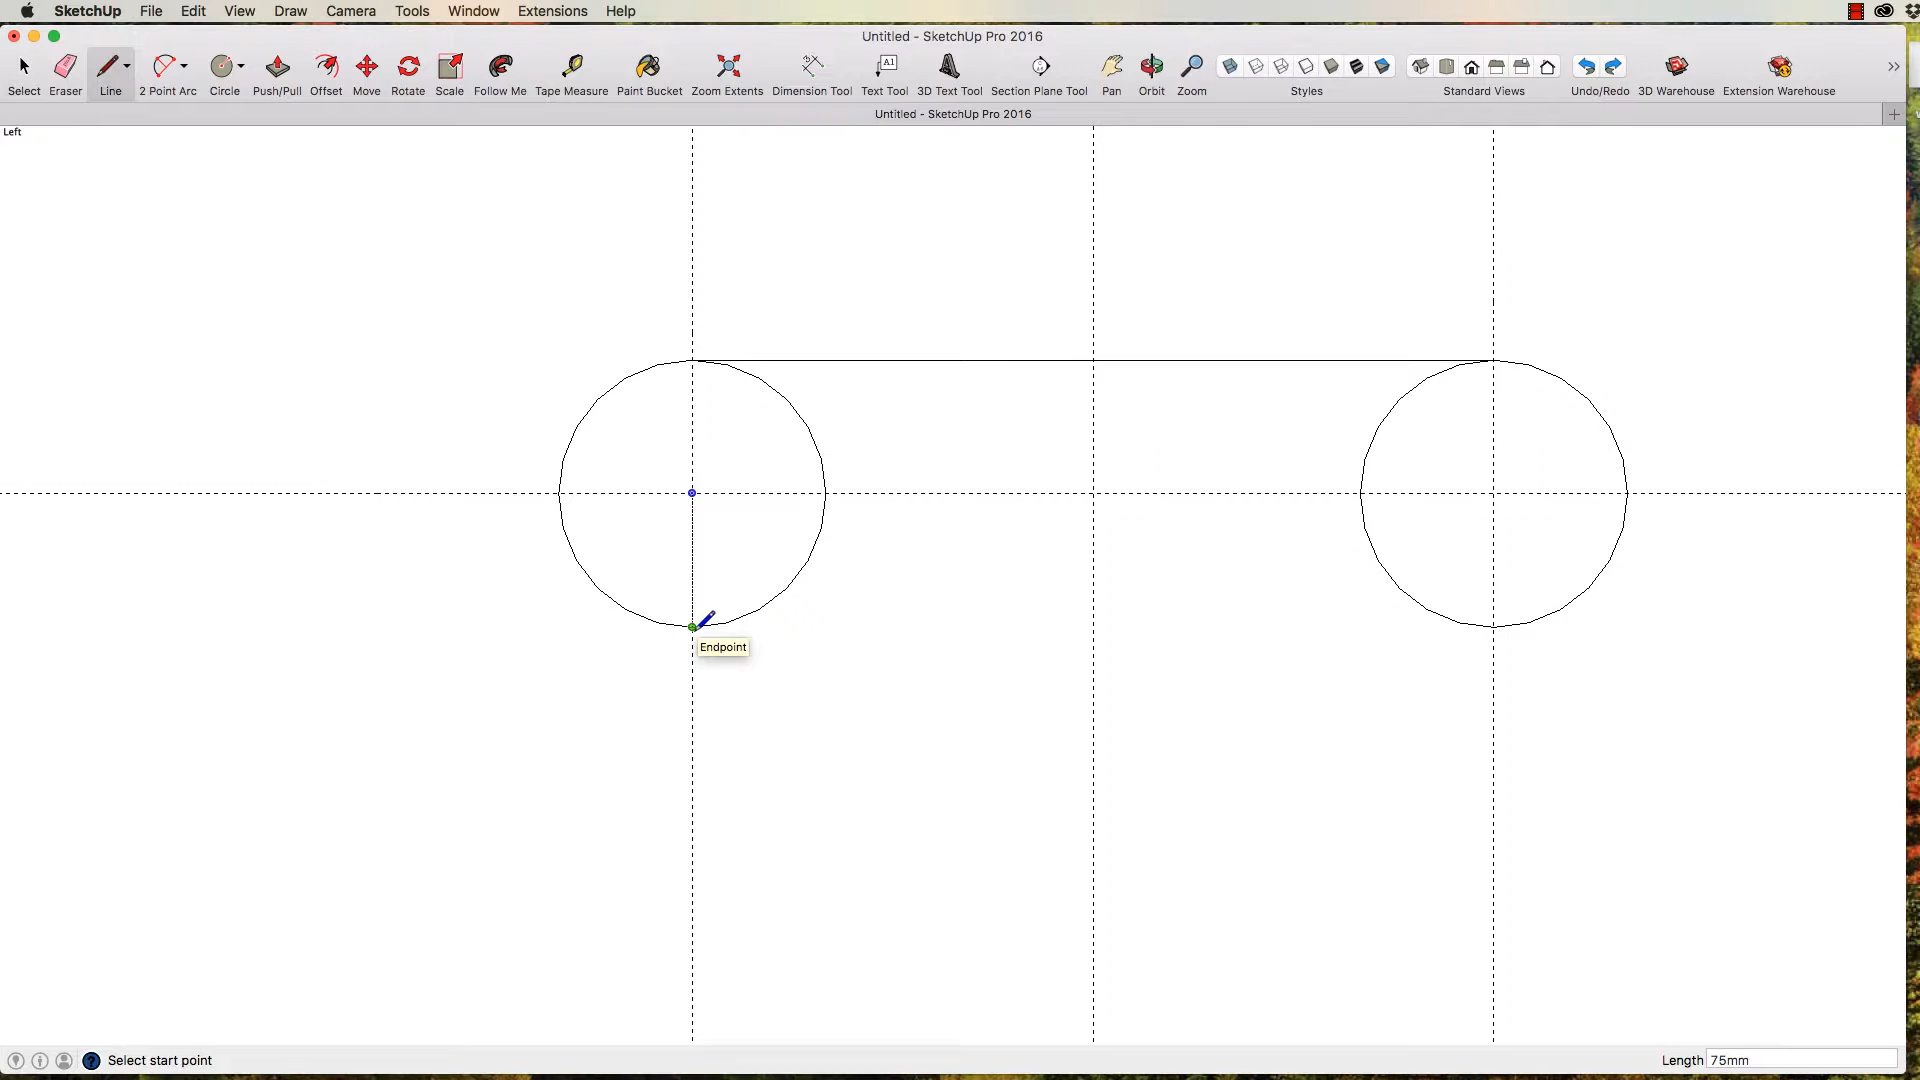 SketchUp File Edit View Draw Camera Tools Window Extensions Help
Untitled - SketchUp Pro 2016
A1
Select Eraser Line 2 Point Arc Circle Push/Pull Offset Move Rotate Scale Follow Me Tape Measure Paint Bucket Zoom Extents Dimension Tool Text Tool 3D Text Tool Section Plane Tool Pan Orbit Zoom Styles Standard Views Undo/Redo 3D Warehouse Extension Warehouse
Untitled - SketchUp Pro 2016
Left
Endpoint
Select start point
Length 75mm